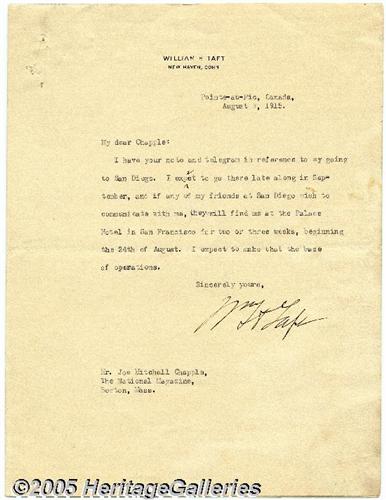 WILLIAM H TAFT
NEW HAVEN, CONN
Pointe-au-Pic, Canada,
August 9, 1915.
My dear Chapple:
I have your note and telegram in reference to my going
to San Diego. I expect to go there late along in Sep-
tember, and if any of my friends at San Diego wish to
communicate with me, they will find me at the Palace
Hotel in San Francisco for two or three weeks, beginning
the 24th of August. I expect to make that the base
of operations.
Sincerely yours,
Wm H Taft
Mr. Joe Mitchell Chapple,
The National Magazine,
Boston, Mass.
©2005 HeritageGalleries